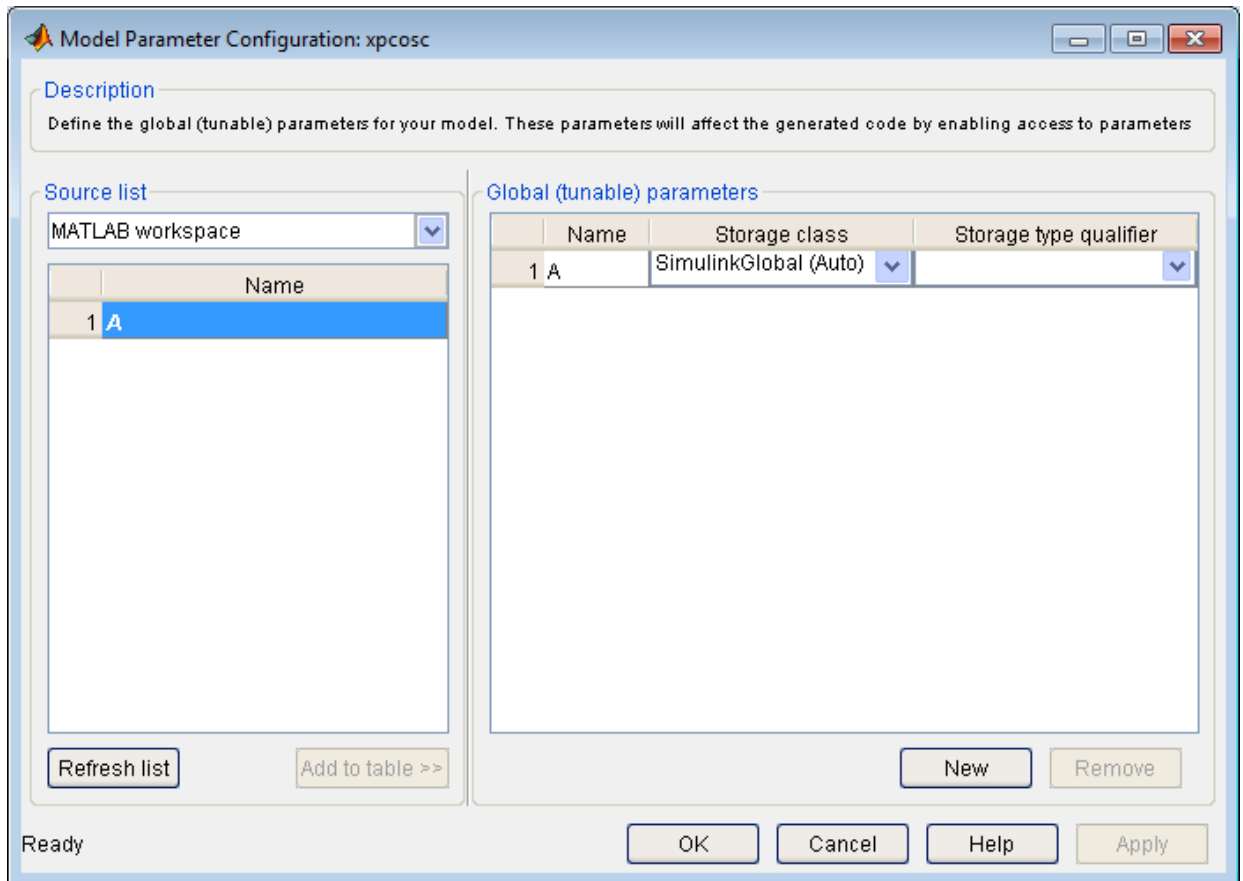 Model Parameter Configuration: xpcosc
Description
Define the global (tunable) parameters for your model. These parameters will affect the generated code by enabling access to parameters
Source list
MATLAB workspace
Name
1 A
Refresh list
Add to table >>
Global (tunable) parameters
Name Storage class Storage type qualifier
1 A SimulinkGlobal (Auto)
New Remove
Ready
OK Cancel Help Apply